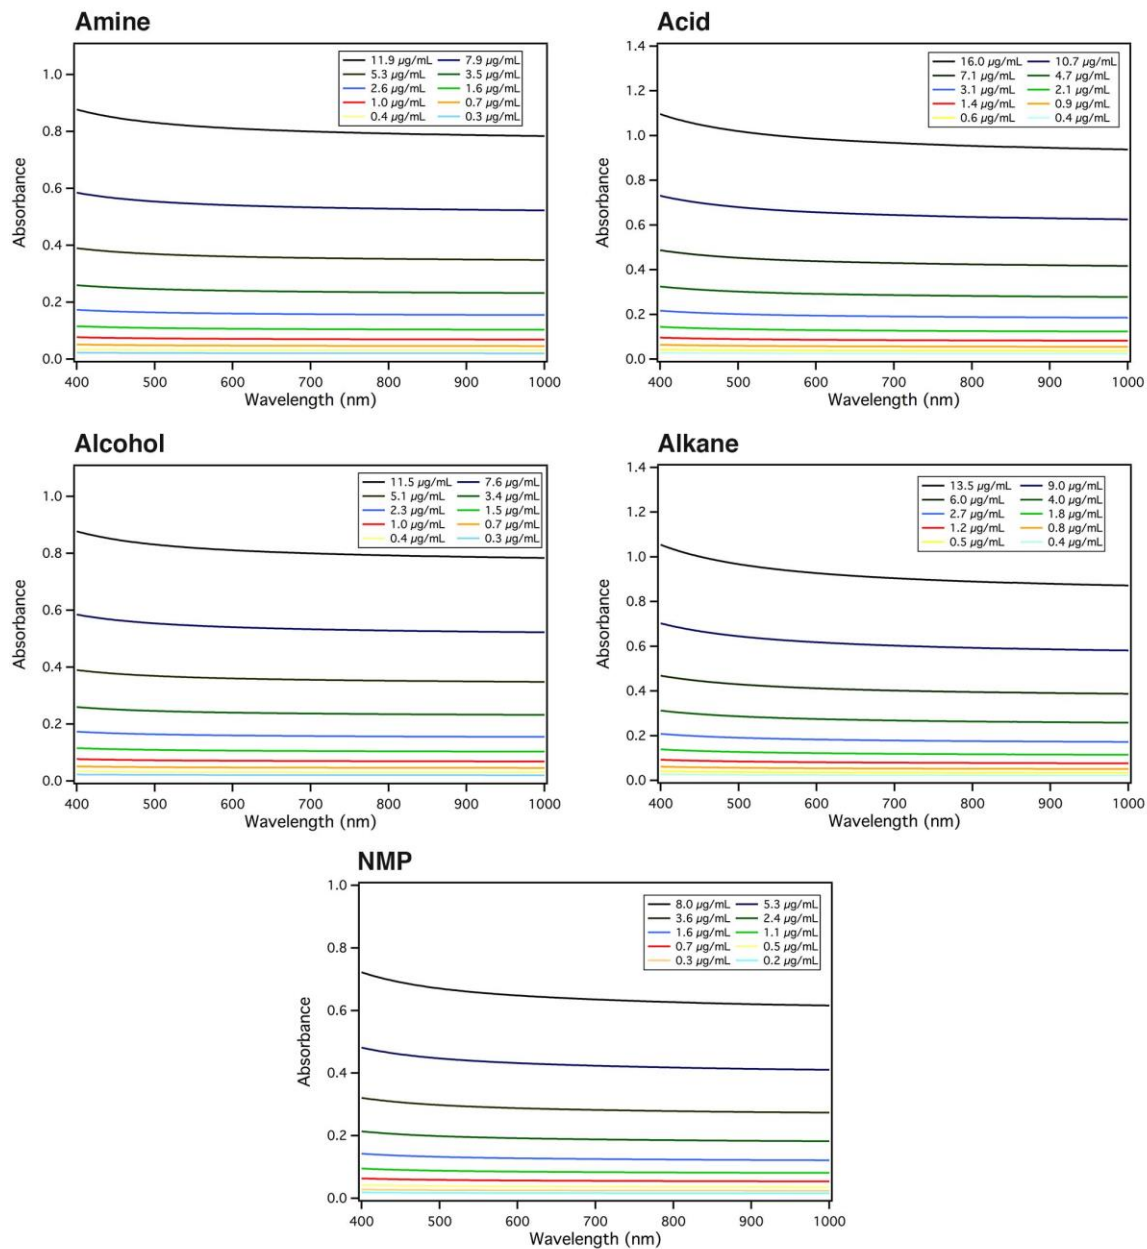 Amine
1.0
0.8
0.6
0.4
0.2
0.0
Absorbance
11.9 µg/mL 7.9 µg/mL
5.3 µg/mL 3.5 µg/mL
2.6 µg/mL 1.6 µg/mL
1.0 µg/mL 0.7 µg/mL
0.4 µg/mL 0.3 µg/mL
400 500 600 700 800 900 1000
Wavelength (nm)
Acid
1.4
1.2
1.0
0.8
0.6
0.4
0.2
0.0
Absorbance
16.0 µg/mL 10.7 µg/mL
7.1 µg/mL 4.7 µg/mL
3.1 µg/mL 2.1 µg/mL
1.4 µg/mL 0.9 µg/mL
0.6 µg/mL 0.4 µg/mL
400 500 600 700 800 900 1000
Wavelength (nm)
Alcohol
1.0
0.8
0.6
0.4
0.2
0.0
Absorbance
11.5 µg/mL 7.6 µg/mL
5.1 µg/mL 3.4 µg/mL
2.3 µg/mL 1.5 µg/mL
1.0 µg/mL 0.7 µg/mL
0.4 µg/mL 0.3 µg/mL
400 500 600 700 800 900 1000
Wavelength (nm)
Alkane
1.4
1.2
1.0
0.8
0.6
0.4
0.2
0.0
Absorbance
13.5 µg/mL 9.0 µg/mL
6.0 µg/mL 4.0 µg/mL
2.7 µg/mL 1.8 µg/mL
1.2 µg/mL 0.8 µg/mL
0.5 µg/mL 0.4 µg/mL
400 500 600 700 800 900 1000
Wavelength (nm)
NMP
1.0
0.8
0.6
0.4
0.2
0.0
Absorbance
8.0 µg/mL 5.3 µg/mL
3.6 µg/mL 2.4 µg/mL
1.6 µg/mL 1.1 µg/mL
0.7 µg/mL 0.5 µg/mL
0.3 µg/mL 0.2 µg/mL
400 500 600 700 800 900 1000
Wavelength (nm)